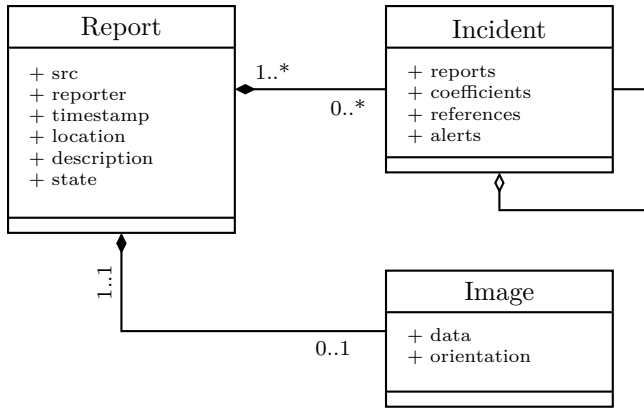 Report
+ src
+ reporter
+ timestamp
+ location
+ description
+ state
1..*
0..*
Incident
+ reports
+ coefficients
+ references
+ alerts
1..1
0..1
Image
+ data
+ orientation